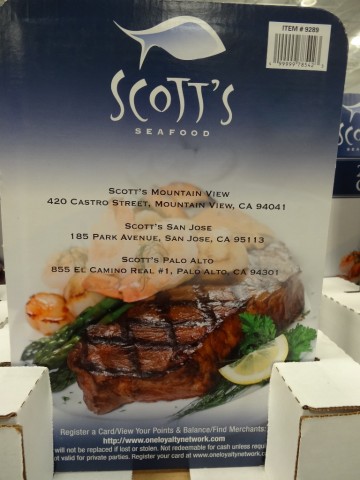 ITEM # 9289
SCOTT'S
SEAFOOD
SCOTT'S MOUNTAIN VIEW
420 CASTRO STREET, MOUNTAIN VIEW, CA 94041
SCOTT'S SAN JOSE
185 PARK AVENUE, SAN JOSE, CA 95113
SCOTT'S PALO ALTO
855 EL CAMINO REAL #1, PALO ALTO, CA 94301
Register a Card/View Your Points & Balance/Find Merchants:
http://www.oneloyaltynetwork.com
will not be replaced if lost or stolen. Not redeemable for cash unless requi
ot valid for private parties. Register your card at www.oneloyaltynetwork.com